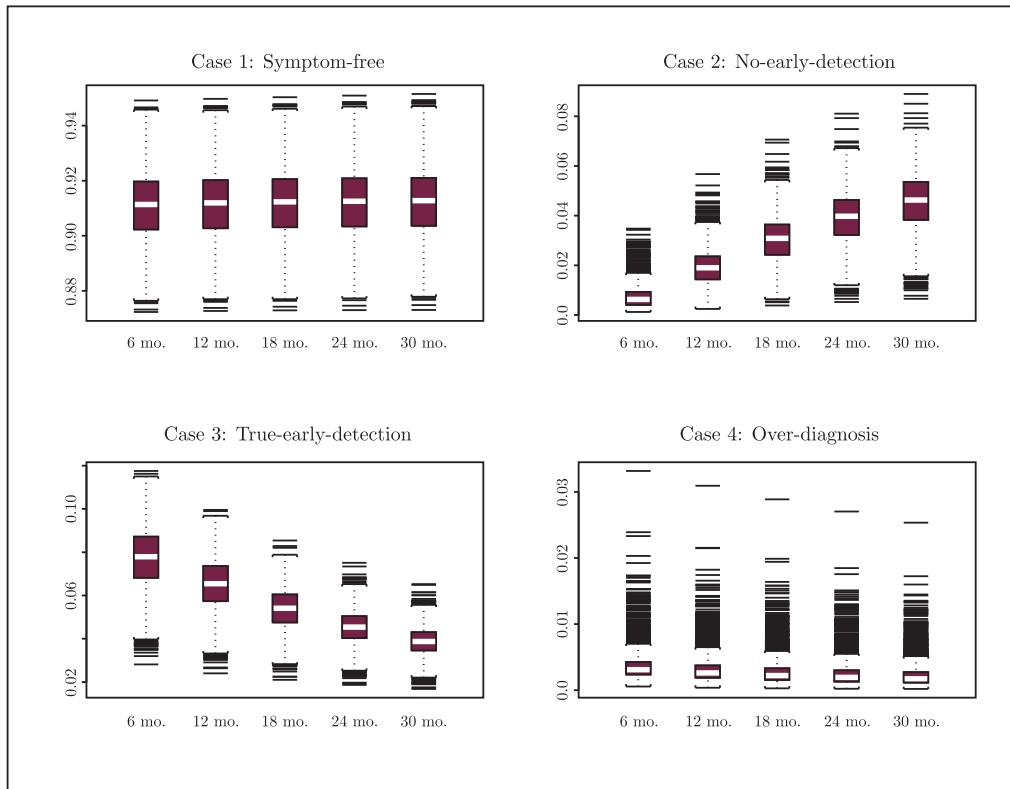 Case 1: Symptom-free
0.94
0.92
0.90
0.88
6 mo. 12 mo. 18 mo. 24 mo. 30 mo.
Case 2: No-early-detection
0.08
0.06
0.04
0.02
0.0
6 mo. 12 mo. 18 mo. 24 mo. 30 mo.
Case 3: True-early-detection
0.10
0.06
0.02
6 mo. 12 mo. 18 mo. 24 mo. 30 mo.
Case 4: Over-diagnosis
0.03
0.02
0.01
0.0
6 mo. 12 mo. 18 mo. 24 mo. 30 mo.